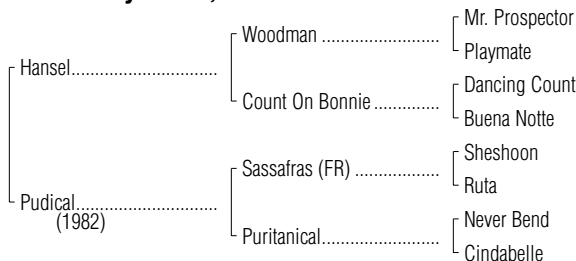 Mr. Prospector
Woodman
Playmate
Hansel
Dancing Count
Count On Bonnie
Buena Notte
Sheshoon
Sassafras (FR)
Ruta
Pudical
(1982)
Never Bend
Puritanical
Cindabelle